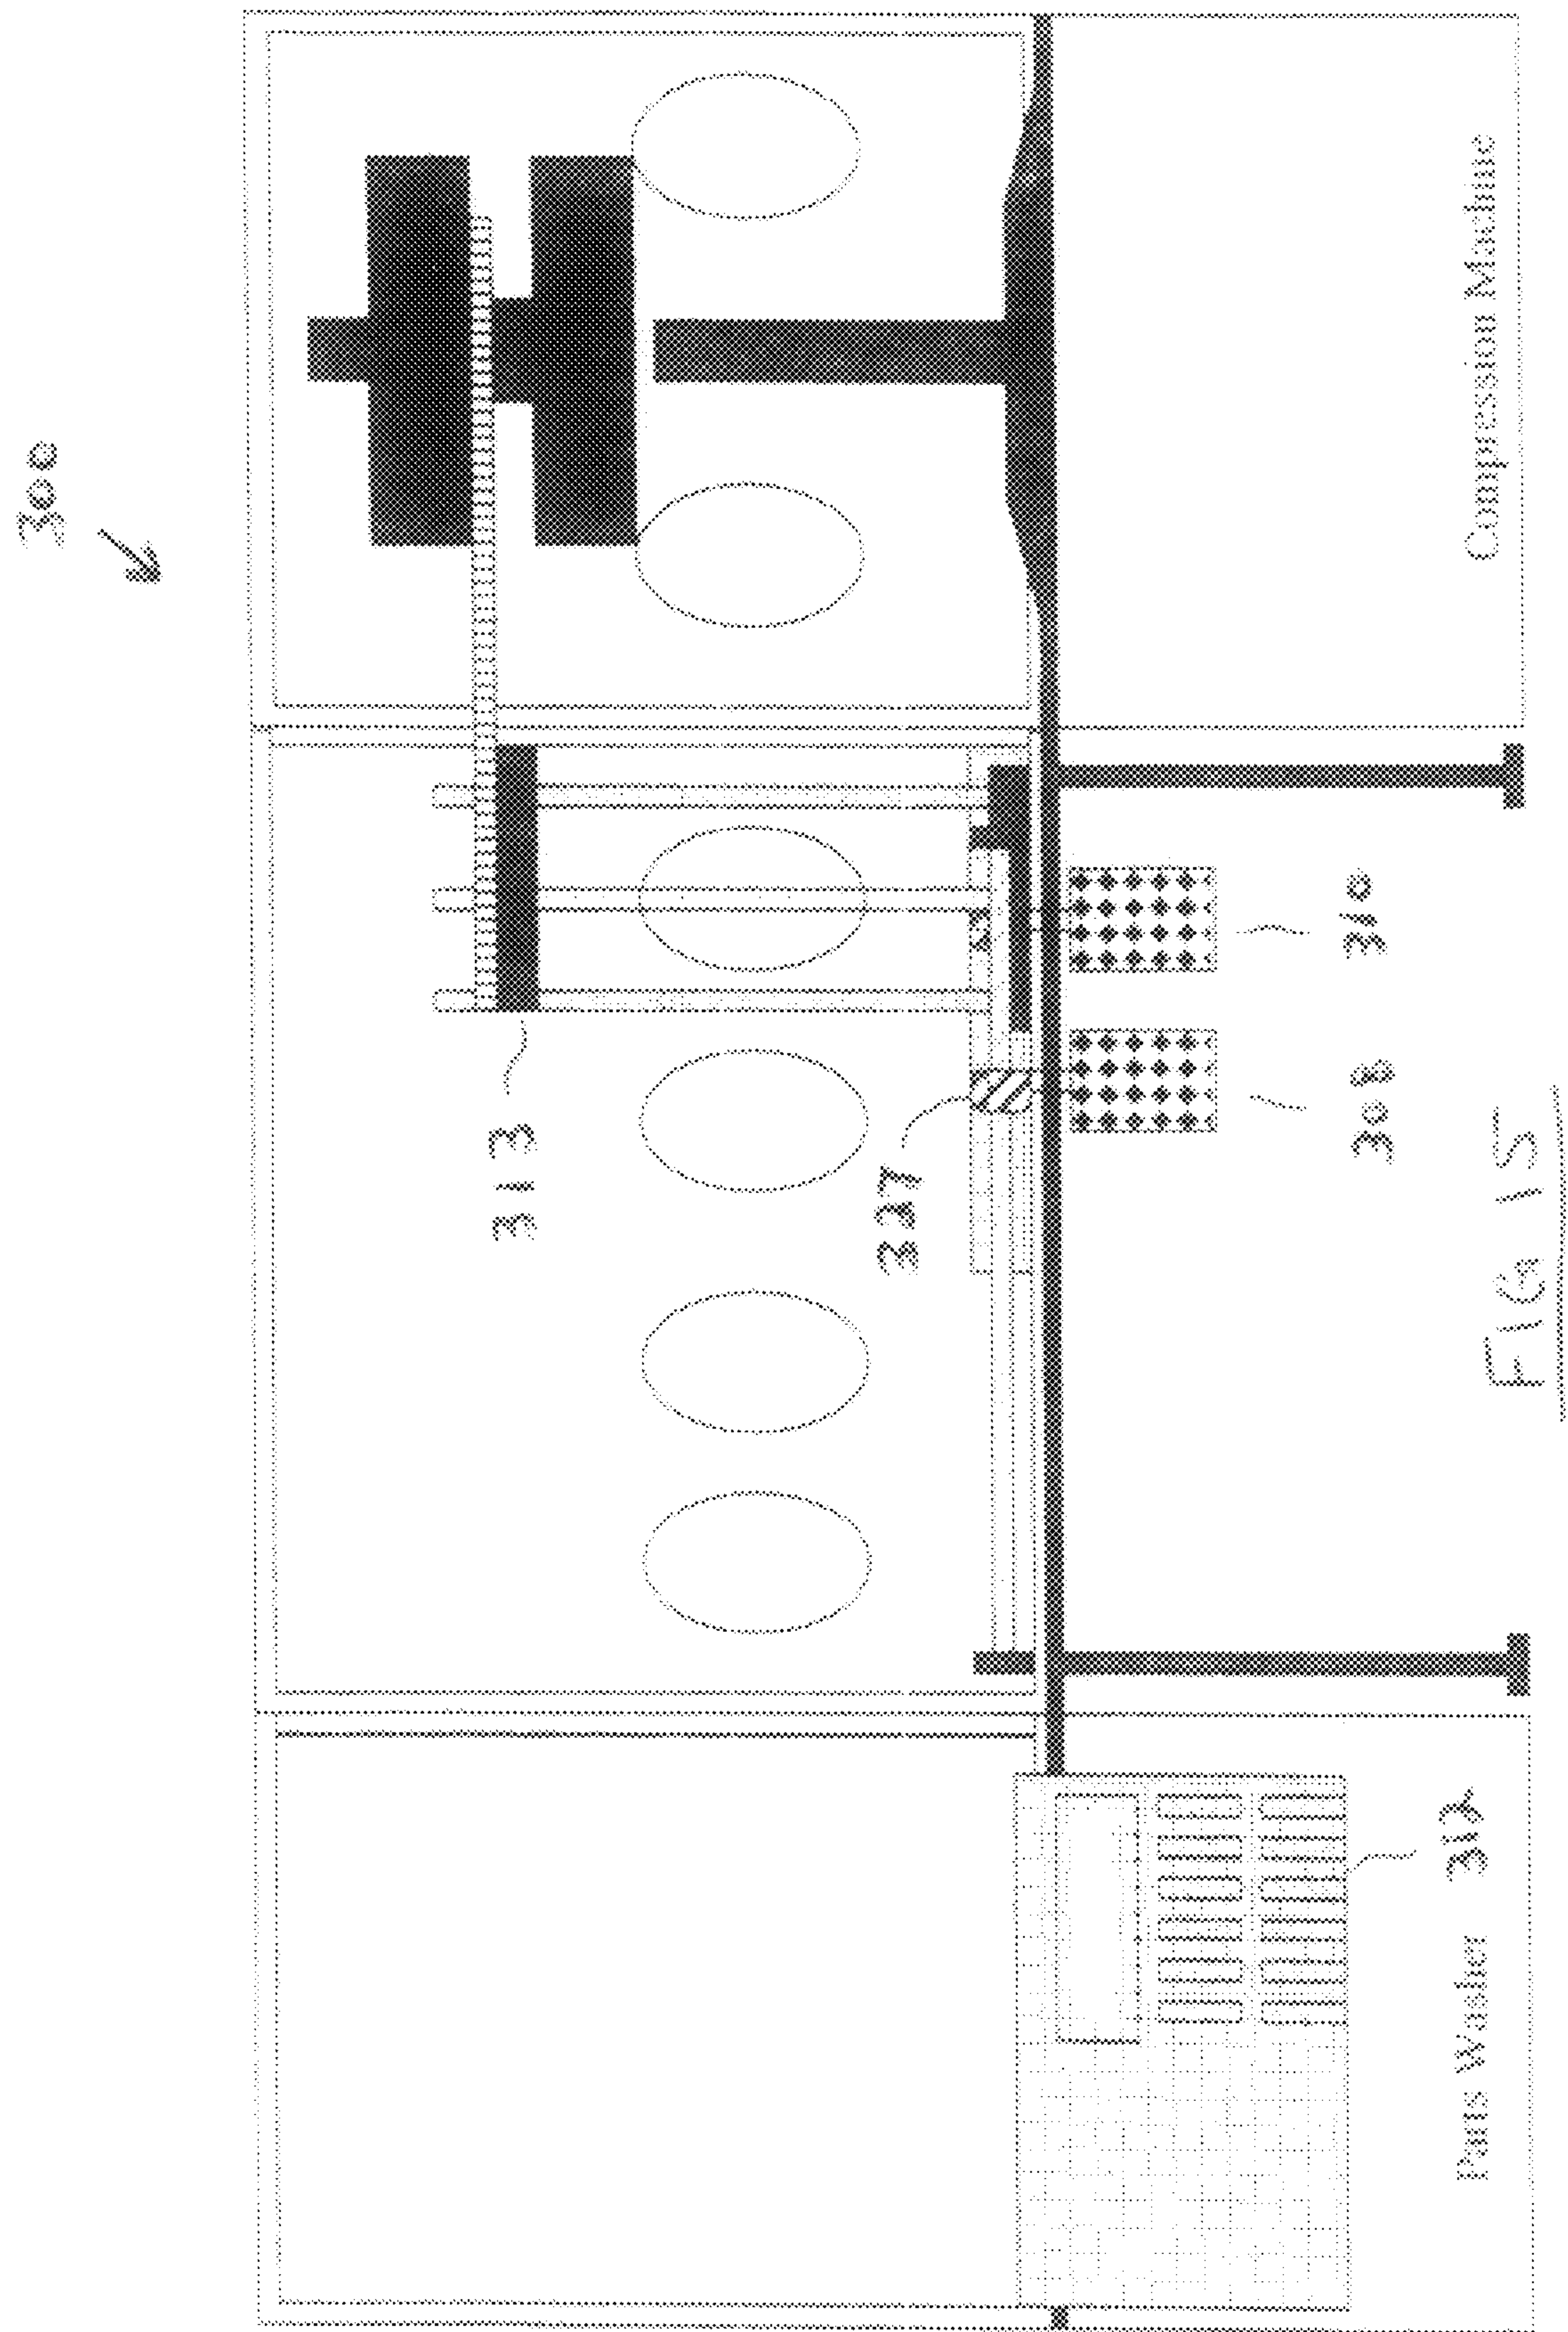 300
Compression Machine
313
327
310
308
312
Parts Washer
FIG 15